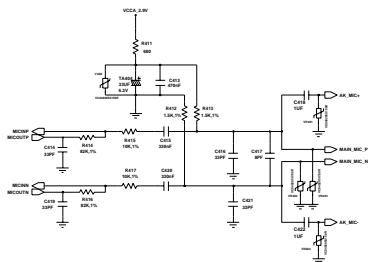 VCCA_2.9V
R411
680
TA404
33UF
6.3V
C413
470nF
R412
1.5K,1%
R413
1.5K,1%
C418
1UF
AK_MIC+
MICINP
MICOUTP
C414
33PF
R414
82K,1%
R415
10K,1%
C415
330nF
C416
33PF
C417
8PF
MAIN_MIC_P
MAIN_MIC_N
R417
10K,1%
C420
330nF
MICINN
MICOUTN
C419
33PF
R416
82K,1%
C421
33PF
C422
1UF
AK_MIC-